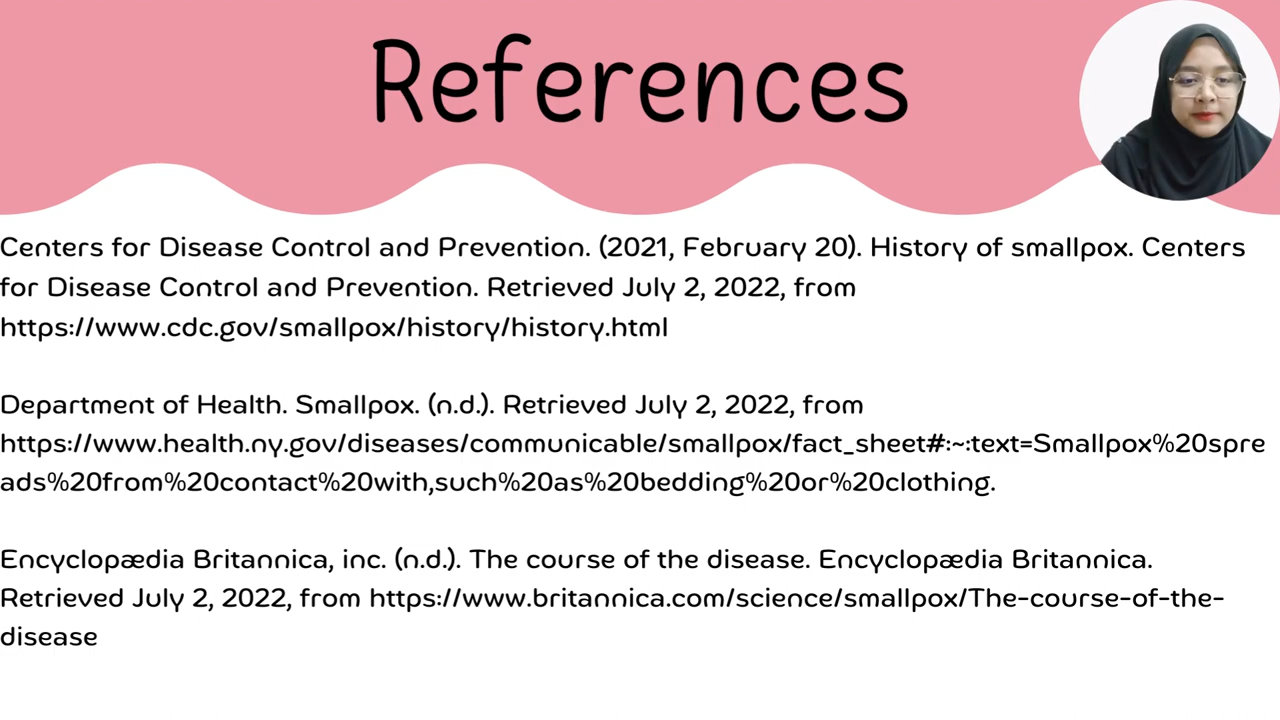 References
Centers for Disease Control and Prevention. (2021, February 20). History of smallpox. Centers
for Disease Control and Prevention. Retrieved July 2, 2022, from
https://www.cdc.gov/smallpox/history/history.html
Department of Health. Smallpox. (n.d.). Retrieved July 2, 2022, from
https://www.health.ny.gov/diseases/communicable/smallpox/fact_sheet#:~:text=Smallpox%20spre
ads%20from%20contact%20with,such%20as%20bedding%20or%20clothing.
Encyclopædia Britannica, inc. (n.d.). The course of the disease. Encyclopædia Britannica.
Retrieved July 2, 2022, from https://www.britannica.com/science/smallpox/The-course-of-the-
disease